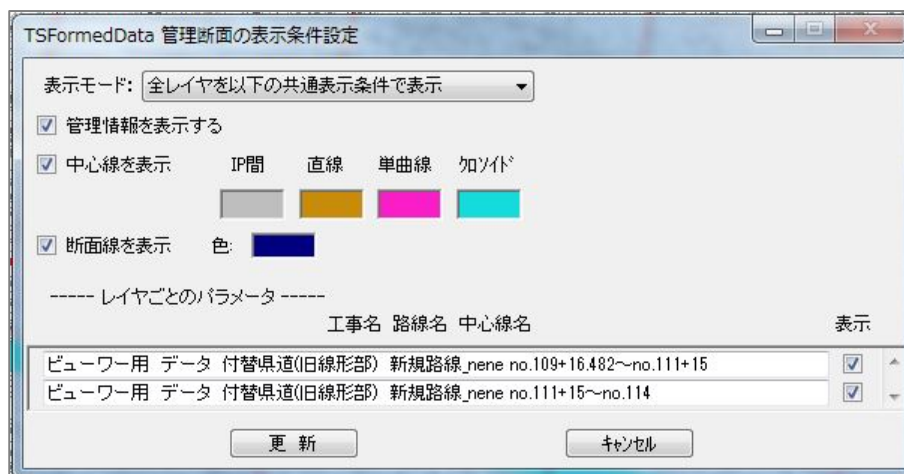 TSFormedData 管理断面の表示条件設定
表示モード: 全レイヤを以下の共通表示条件で表示
管理情報を表示する
中心線を表示 IP間 直線 単曲線 ｸﾛｿｲﾄﾞ
断面線を表示 色:
----- レイヤごとのパラメータ -----
工事名 路線名 中心線名 表示
ビューワー用 データ 付替県道(旧線形部) 新規路線_nene no.109+16.482～no.111+15
ビューワー用 データ 付替県道(旧線形部) 新規路線_nene no.111+15～no.114
更 新 ｷｬﾝｾﾙ